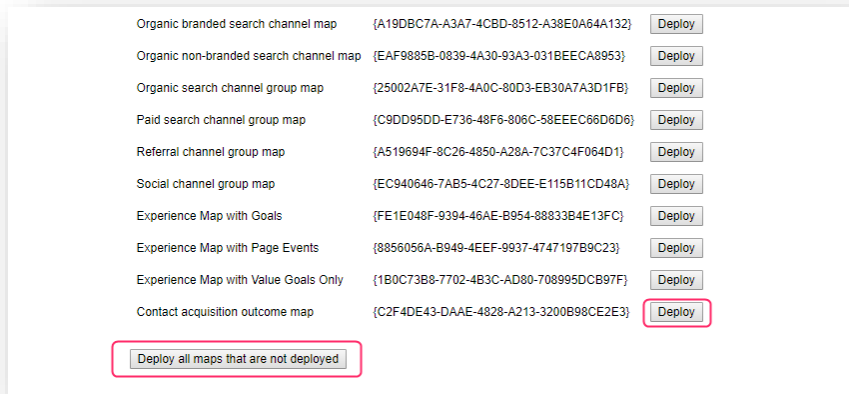 Organic branded search channel map {A19DBC7A-A3A7-4CBD-8512-A38E0A64A132} Deploy
Organic non-branded search channel map {EAF9885B-0839-4A30-93A3-031BEECA8953} Deploy
Organic search channel group map {25002A7E-31F8-4A0C-80D3-EB30A7A3D1FB} Deploy
Paid search channel group map {C9DD95DD-E736-48F6-806C-58EEEC66D6D6} Deploy
Referral channel group map {A519694F-8C26-4850-A28A-7C37C4F064D1} Deploy
Social channel group map {EC940646-7AB5-4C27-8DEE-E115B11CD48A} Deploy
Experience Map with Goals {FE1E048F-9394-46AE-B954-88833B4E13FC} Deploy
Experience Map with Page Events {8856056A-B949-4EEF-9937-4747197B9C23} Deploy
Experience Map with Value Goals Only {1B0C73B8-7702-4B3C-AD80-708995DCB97F} Deploy
Contact acquisition outcome map {C2F4DE43-DAAE-4828-A213-3200B98CE2E3} Deploy
Deploy all maps that are not deployed